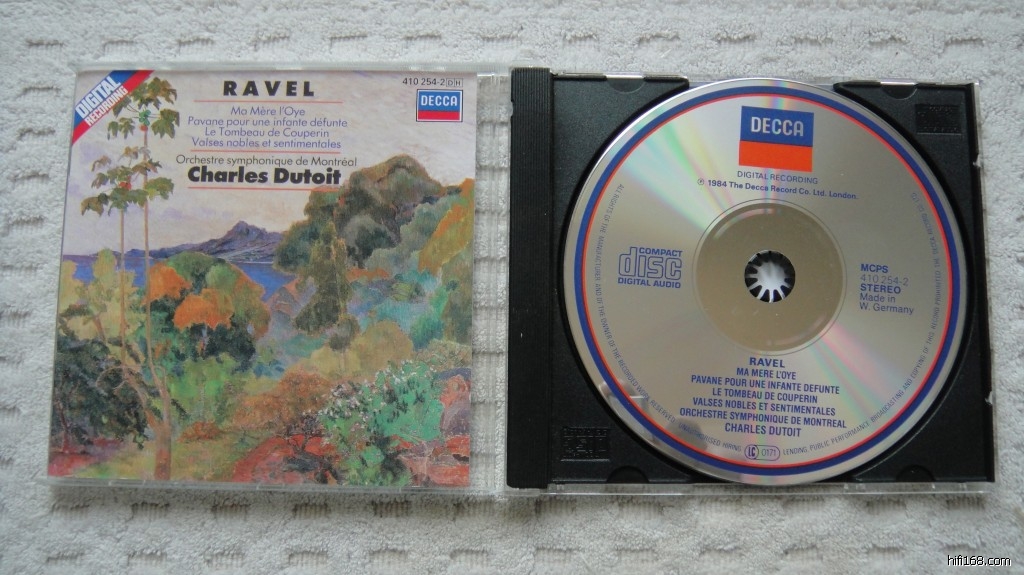 DIGITAL
RECORDING
RAVEL
410 254-2 DH
DECCA
Ma Mère l'Oye
Pavane pour une infante défunte
Le Tombeau de Couperin
Valses nobles et sentimentales
Orchestre symphonique de Montréal
Charles Dutoit
DECCA
DIGITAL RECORDING
℗ 1984 The Decca Record Co. Ltd. London.
COMPACT
disc
DIGITAL AUDIO
MCPS
410 254-2
STEREO
Made in
W. Germany
RAVEL
MA MERE L'OYE
PAVANE POUR UNE INFANTE DEFUNTE
LE TOMBEAU DE COUPERIN
VALSES NOBLES ET SENTIMENTALES
ORCHESTRE SYMPHONIQUE DE MONTREAL
CHARLES DUTOIT
LC 0171
hifi168.com